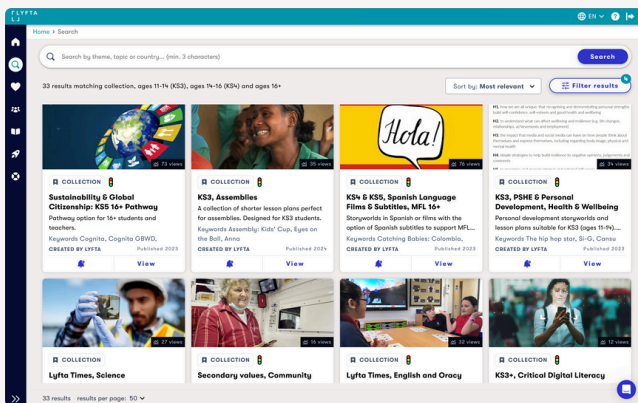 LYFTA
EN
Home > Search
Search by theme, topic or country... (min. 3 characters)
Search
33 results matching collection, ages 11-14 (KS3), ages 14-16 (KS4) and ages 16+
Sort by: Most relevant
Filter results
4
73 views
COLLECTION
Sustainability & Global
Citizenship: KS5 16+ Pathway
Pathway option for 16+ students and
teachers.
Keywords Cognita, Cognita GBWD,
CREATED BY LYFTA
Published 2023
View
35 views
COLLECTION
KS3, Assemblies
A collection of shorter lesson plans perfect
for assemblies. Designed for KS3 students.
Keywords Assembly: Kids' Cup, Eyes on
the Ball, Anna
CREATED BY LYFTA
Published 2024
View
Hola!
76 views
COLLECTION
KS4 & KS5, Spanish Language
Films & Subtitles, MFL 16+
Storyworlds in Spanish or films with the
option of Spanish subtitles to support MFL...
Keywords Catching Babies: Colombia,
CREATED BY LYFTA
Published 2023
View
34 views
COLLECTION
KS3, PSHE & Personal
Development, Health & Wellbeing
Personal development storyworlds and
lesson plans suitable for KS3 (ages 11-14)....
Keywords The hip hop star, Si-G, Cansu
CREATED BY LYFTA
Published 2023
View
27 views
COLLECTION
Lyfta Times, Science
16 views
COLLECTION
Secondary values, Community
52 views
COLLECTION
Lyfta Times, English and Oracy
12 views
COLLECTION
KS3+, Critical Digital Literacy
33 results
results per page: 50